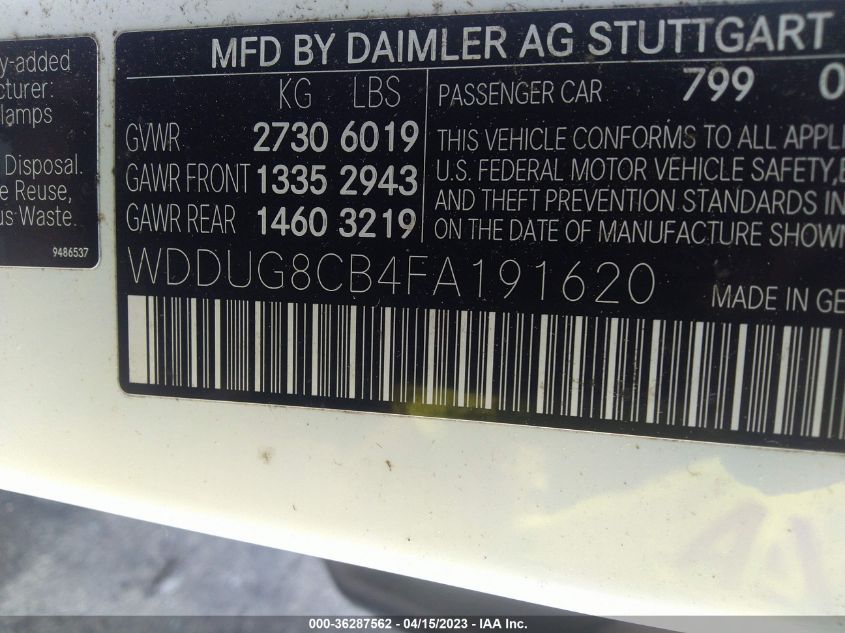 y-added
cturer:
lamps
Disposal.
e Reuse,
us Waste.
9486537
MFD BY DAIMLER AG STUTTGART
KG LBS
GVWR 2730 6019
GAWR FRONT 1335 2943
GAWR REAR 1460 3219
PASSENGER CAR 799 0
THIS VEHICLE CONFORMS TO ALL APPLI
U.S. FEDERAL MOTOR VEHICLE SAFETY,
AND THEFT PREVENTION STANDARDS IN
ON THE DATE OF MANUFACTURE SHOWN
WDDUG8CB4FA191620
MADE IN GE
000-36287562 - 04/15/2023 - IAA Inc.